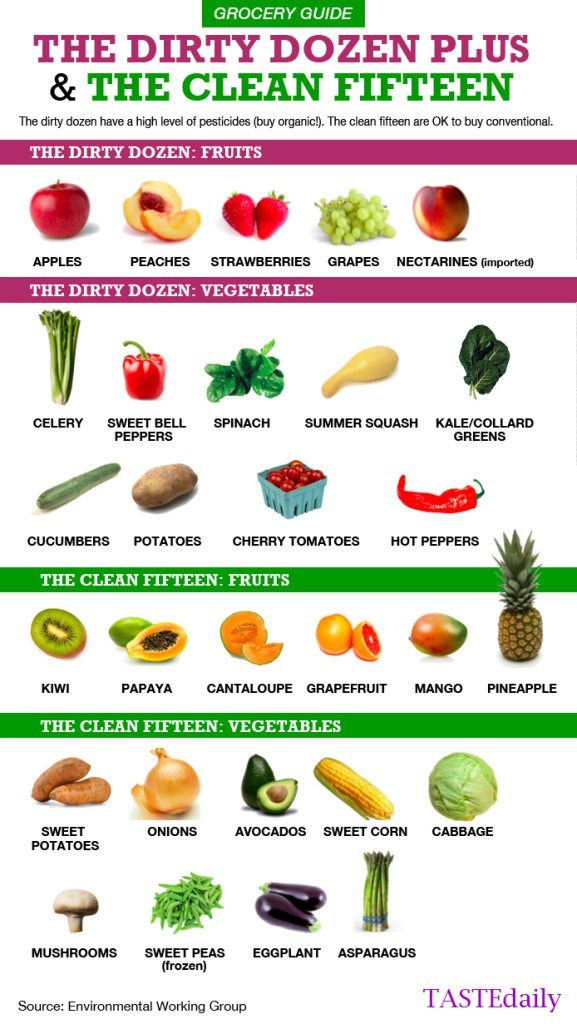 GROCERY GUIDE
THE DIRTY DOZEN PLUS
& THE CLEAN FIFTEEN
The dirty dozen have a high level of pesticides (buy organic!). The clean fifteen are OK to buy conventional.
THE DIRTY DOZEN: FRUITS
APPLES PEACHES STRAWBERRIES GRAPES NECTARINES (imported)
THE DIRTY DOZEN: VEGETABLES
CELERY SWEET BELL PEPPERS SPINACH SUMMER SQUASH KALE/COLLARD GREENS
CUCUMBERS POTATOES CHERRY TOMATOES HOT PEPPERS
THE CLEAN FIFTEEN: FRUITS
KIWI PAPAYA CANTALOUPE GRAPEFRUIT MANGO PINEAPPLE
THE CLEAN FIFTEEN: VEGETABLES
SWEET POTATOES ONIONS AVOCADOS SWEET CORN CABBAGE
MUSHROOMS SWEET PEAS (frozen) EGGPLANT ASPARAGUS
Source: Environmental Working Group
TASTEdaily